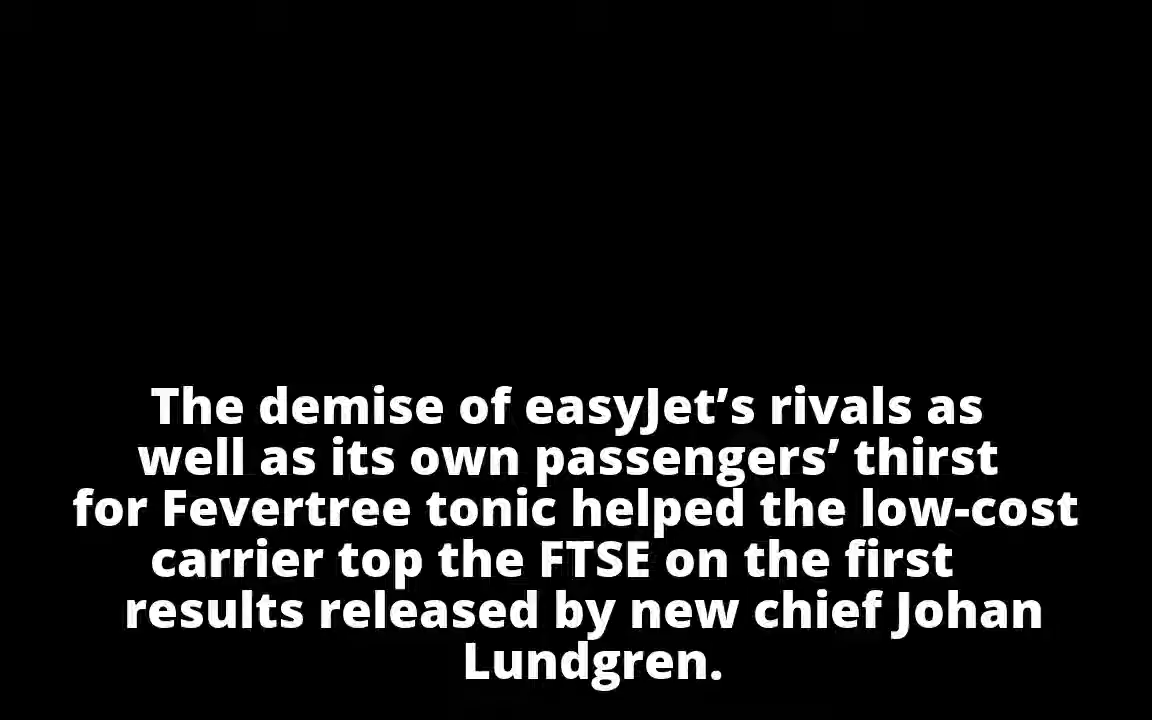 The demise of easyJet’s rivals as
well as its own passengers’ thirst
for Fevertree tonic helped the low-cost
carrier top the FTSE on the first
results released by new chief Johan
Lundgren.